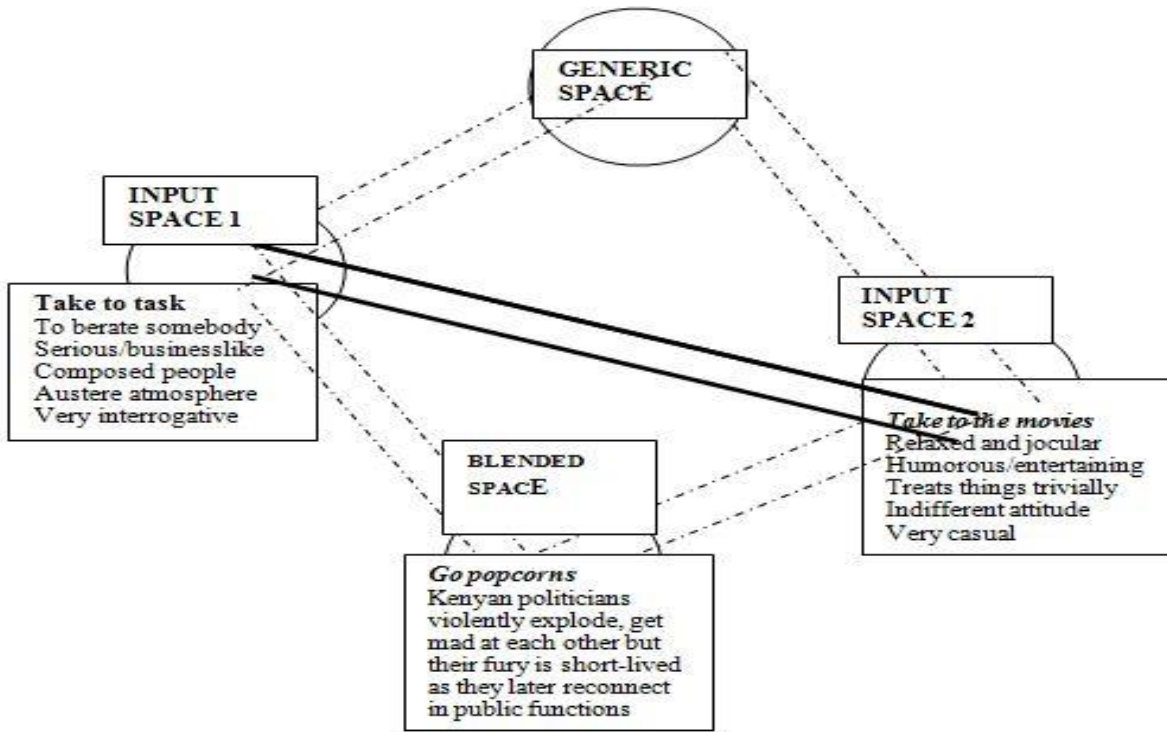 GENERIC
SPACE
INPUT
SPACE 1
Take to task
To berate somebody
Serious/businesslike
Composed people
Austere atmosphere
Very interrogative
INPUT
SPACE 2
Take to the movies
Relaxed and jocular
Humorous/entertaining
Treats things trivially
Indifferent attitude
Very casual
BLENDED
SPACE
Go popcorns
Kenyan politicians
violently explode, get
mad at each other but
their fury is short-lived
as they later reconnect
in public functions